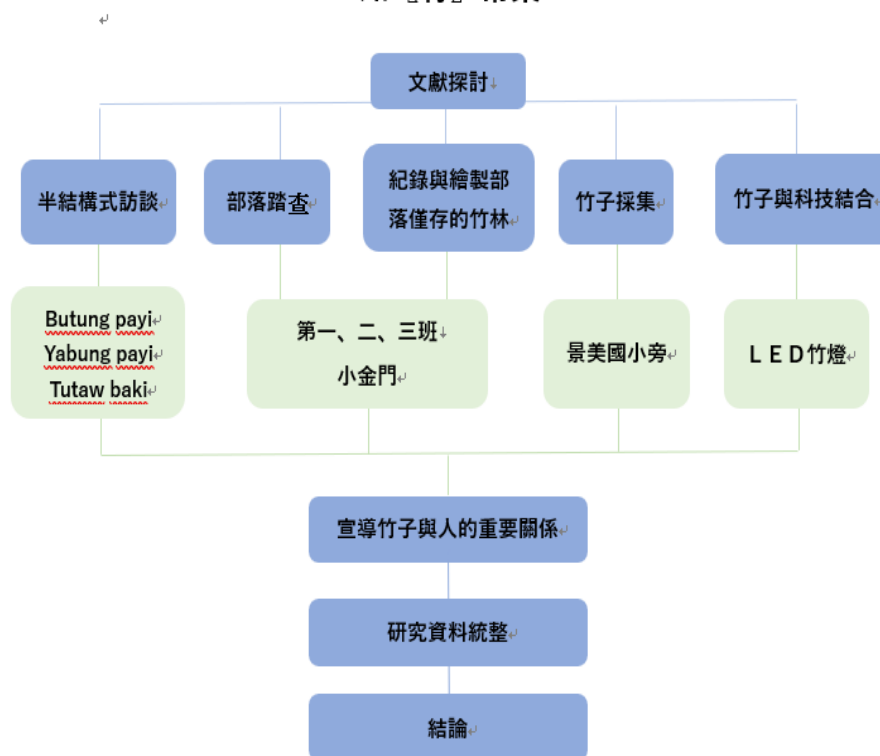 文獻探討
半結構式訪談
部落踏查
紀錄與繪製部
落僅存的竹林
竹子採集
竹子與科技結合
Butung payi
Yabung payi
Tutaw baki
第一、二、三班
小金門
景美國小旁
ＬＥＤ竹燈
宣導竹子與人的重要關係
研究資料統整
結論